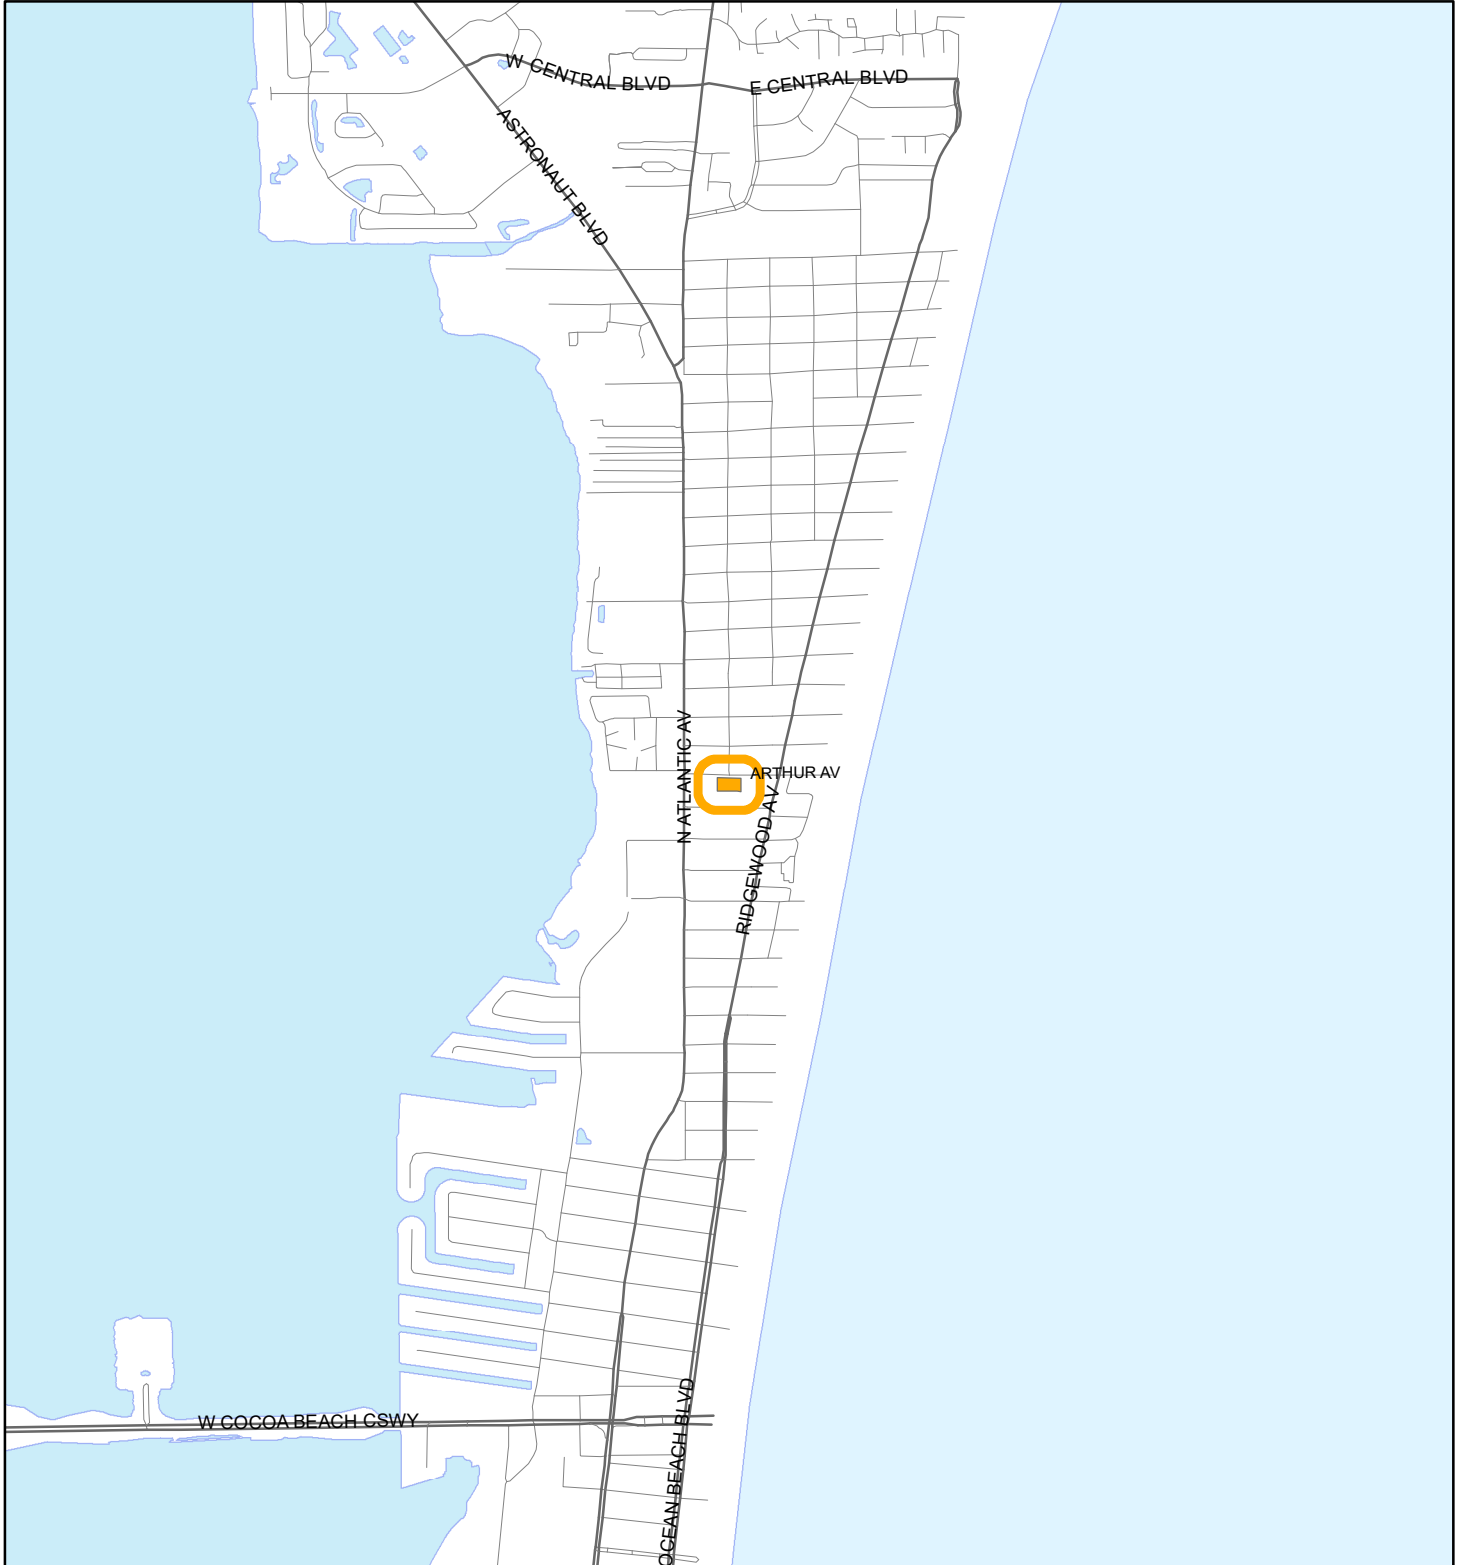 W CENTRAL BLVD
E CENTRAL BLVD
ASTRONAUT BLVD
N ATLANTIC AV
ARTHUR AV
RIDGEWOOD AV
W COCOA BEACH CSWY
OCEAN BEACH BLVD